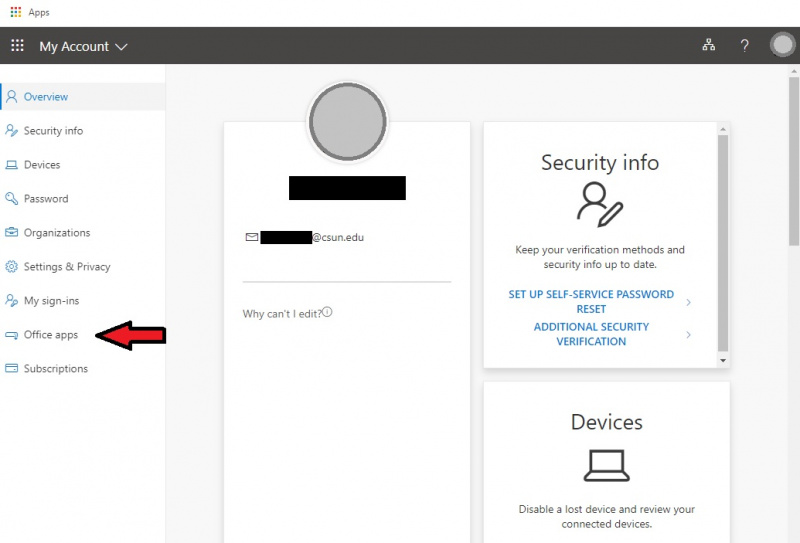 Apps
My Account
?
Overview
Security info
Devices
Password
Organizations
Settings & Privacy
My sign-ins
Office apps
Subscriptions
@csun.edu
Why can't I edit?
Security info
Keep your verification methods and
security info up to date.
SET UP SELF-SERVICE PASSWORD
RESET
ADDITIONAL SECURITY
VERIFICATION
Devices
Disable a lost device and review your
connected devices.